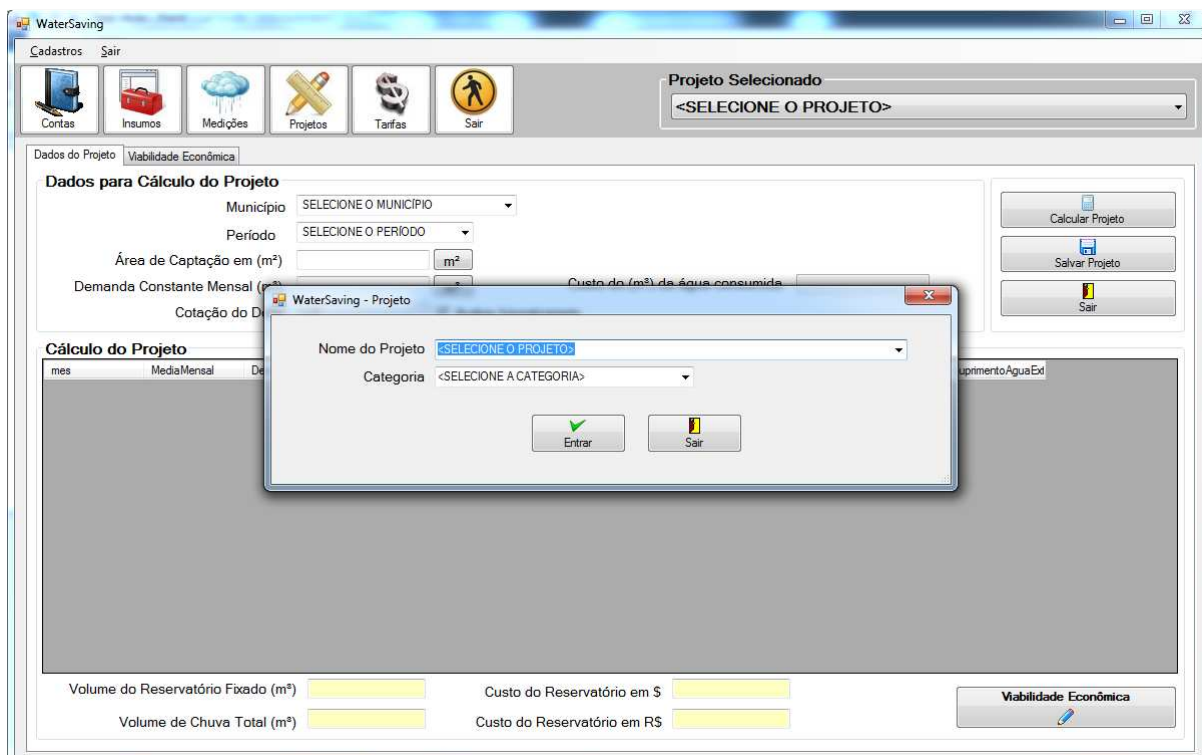 WaterSaving
Cadastros Sair
Contas Insumos Medições Projetos Tarifas Sair
Projeto Selecionado
<SELECIONE O PROJETO>
Dados do Projeto Viabilidade Econômica
Dados para Cálculo do Projeto
Município SELECIONE O MUNICÍPIO
Período SELECIONE O PERÍODO
Área de Captação em (m²) m²
Demanda Constante Mensal Custo do (m³) da água consumida
Cotação do
Calcular Projeto
Salvar Projeto
Sair
WaterSaving - Projeto
Nome do Projeto <SELECIONE O PROJETO>
Categoria <SELECIONE A CATEGORIA>
Entrar Sair
Cálculo do Projeto
mes MediaMensal De uprimentoAguaExt
Volume do Reservatório Fixado (m³) Custo do Reservatório em $
Volume de Chuva Total (m³) Custo do Reservatório em R$
Viabilidade Econômica